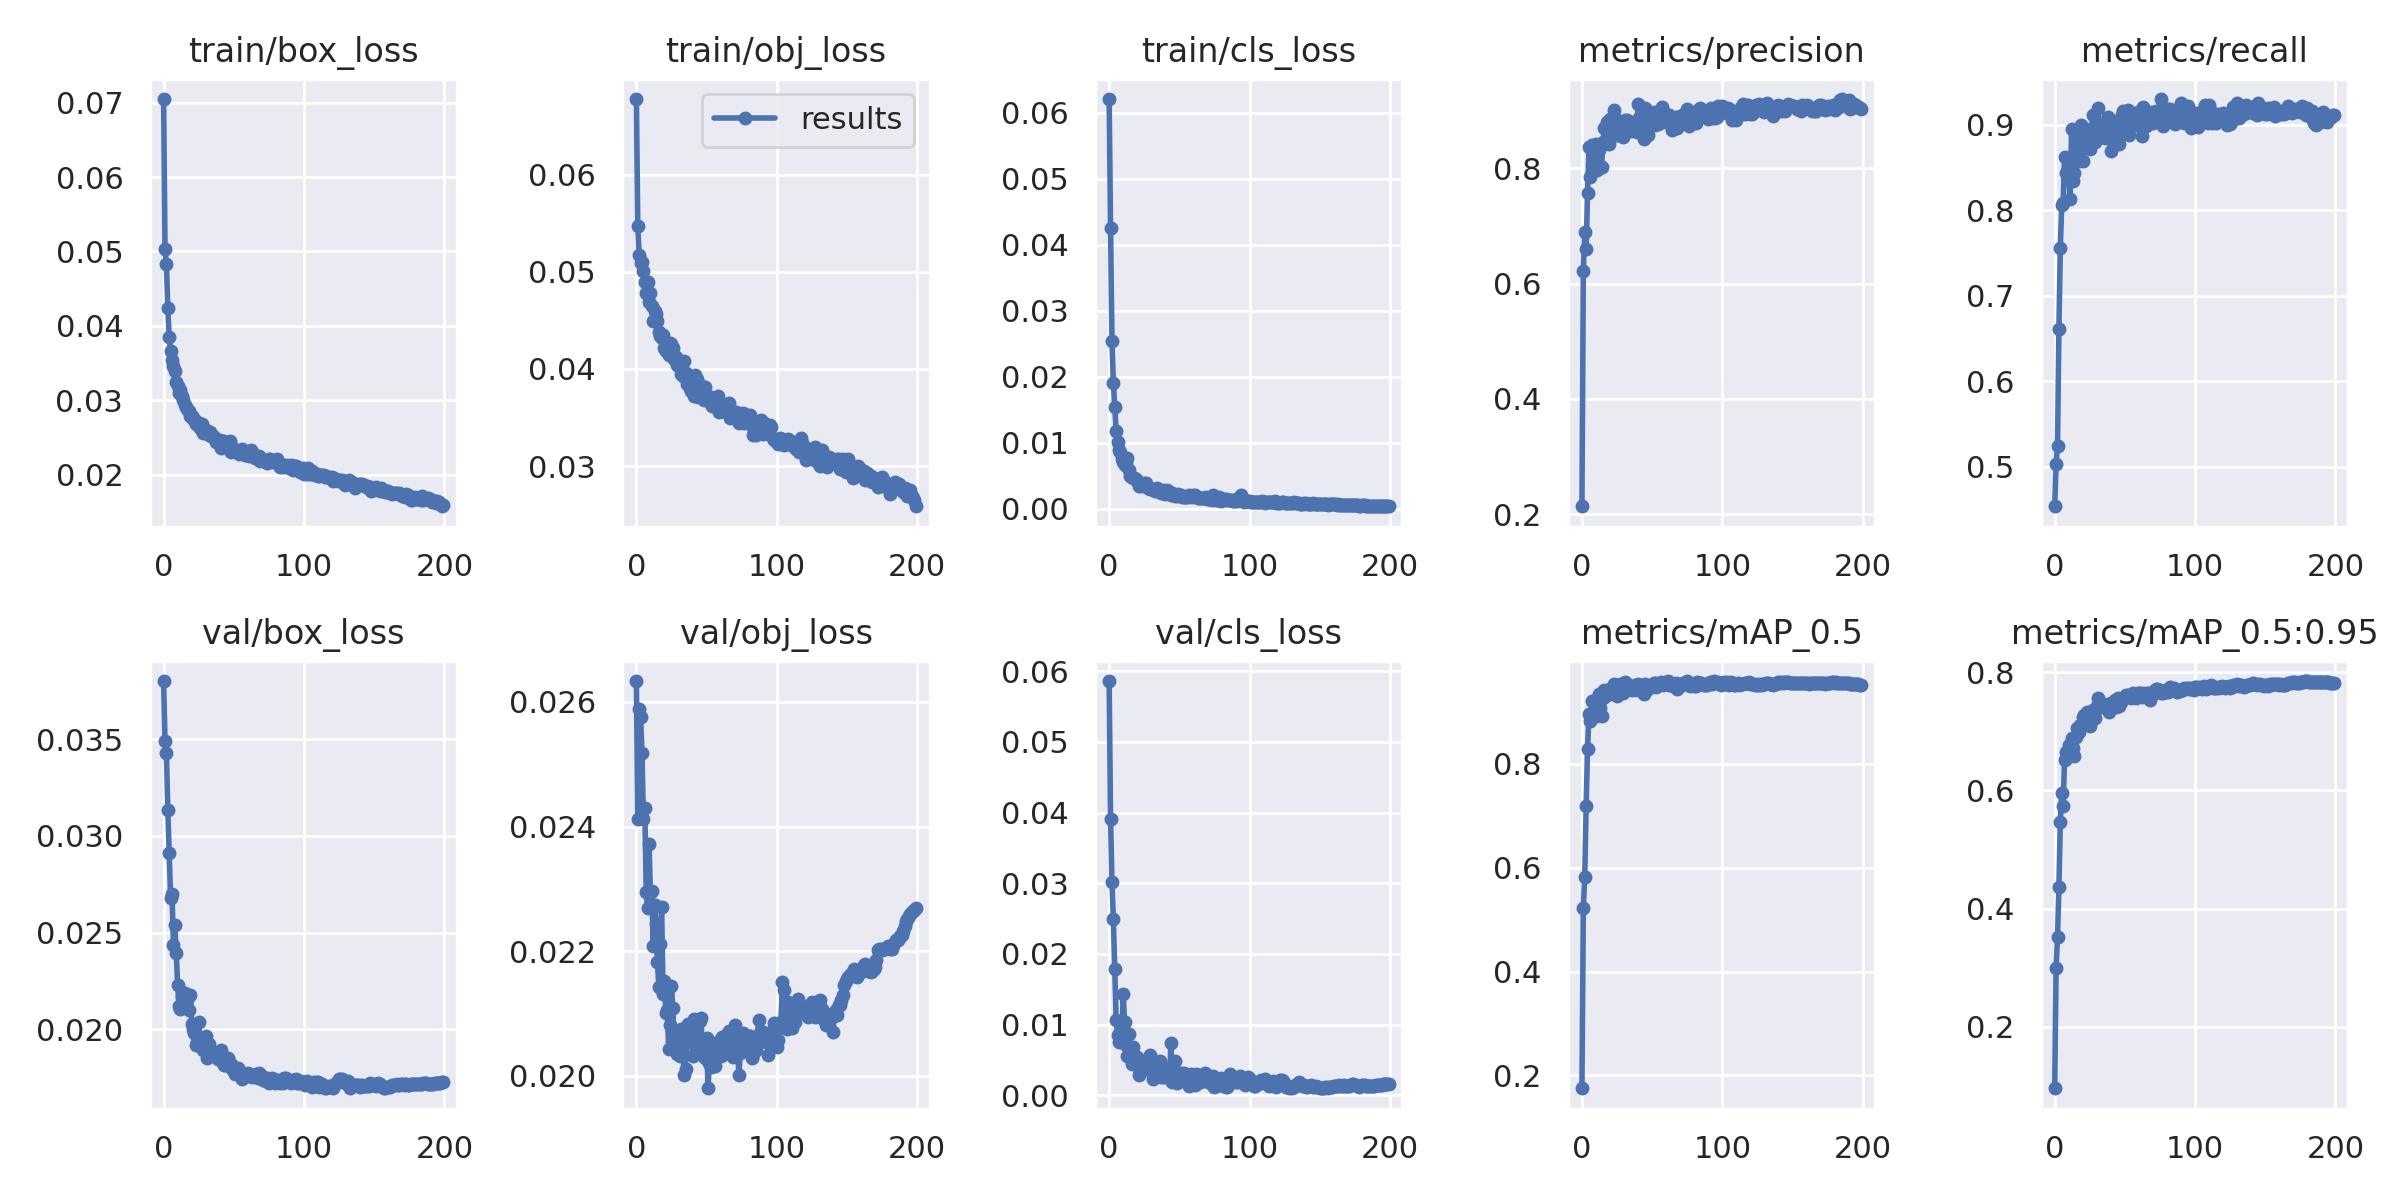 train/box_loss
0.07
0.06
0.05
0.04
0.03
0.02
0 100 200
train/obj_loss
results
0.06
0.05
0.04
0.03
0 100 200
train/cls_loss
0.06
0.05
0.04
0.03
0.02
0.01
0.00
0 100 200
metrics/precision
0.8
0.6
0.4
0.2
0 100 200
metrics/recall
0.9
0.8
0.7
0.6
0.5
0 100 200
val/box_loss
0.035
0.030
0.025
0.020
0 100 200
val/obj_loss
0.026
0.024
0.022
0.020
0 100 200
val/cls_loss
0.06
0.05
0.04
0.03
0.02
0.01
0.00
0 100 200
metrics/mAP_0.5
0.8
0.6
0.4
0.2
0 100 200
metrics/mAP_0.5:0.95
0.8
0.6
0.4
0.2
0 100 200